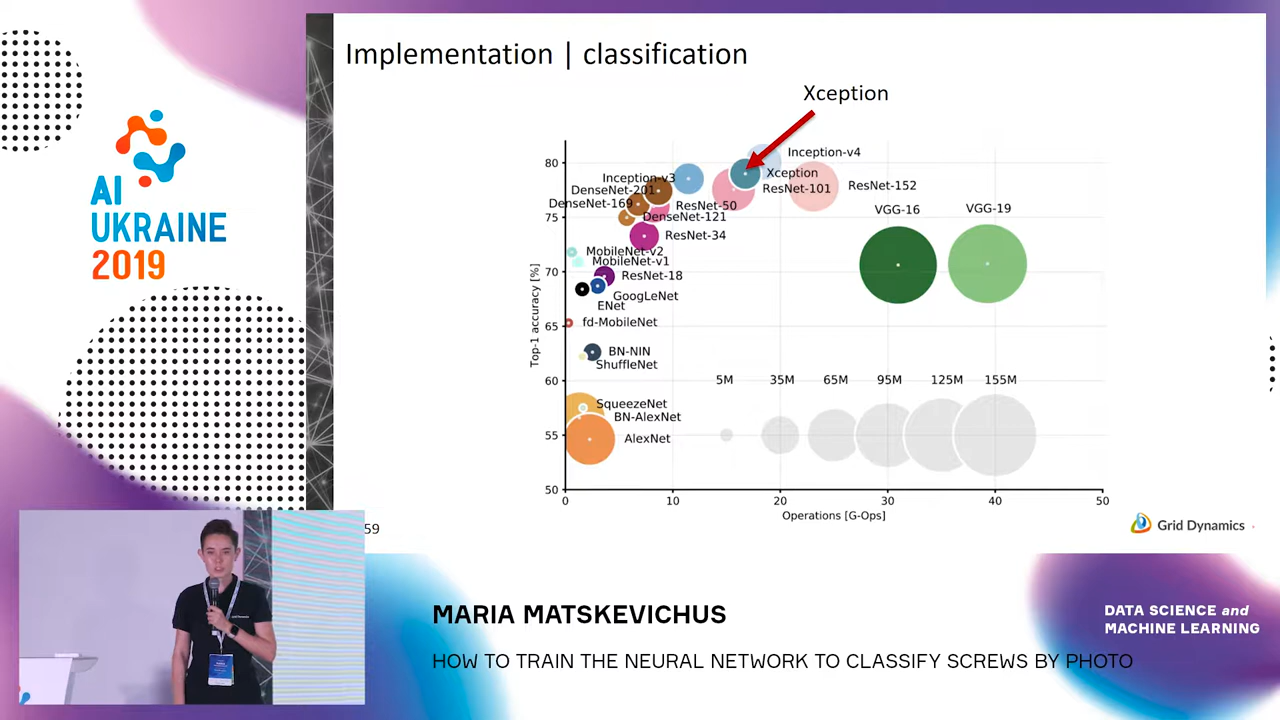 Implementation | classification
Xception
AI
UKRAINE
2019
80
75
70
65
60
55
50
Top-1 accuracy [%]
Inception-v4
Inception-v3
Xception
DenseNet-201
ResNet-101
ResNet-152
DenseNet-169
ResNet-50
DenseNet-121
VGG-16
VGG-19
ResNet-34
MobileNet-v2
MobileNet-v1
ResNet-18
GoogLeNet
ENet
fd-MobileNet
BN-NIN
ShuffleNet
5M 35M 65M 95M 125M 155M
SqueezeNet
BN-AlexNet
AlexNet
0 10 20 30 40 50
Operations [G-Ops]
59
Grid Dynamics
MARIA MATSKEVICHUS
HOW TO TRAIN THE NEURAL NETWORK TO CLASSIFY SCREWS BY PHOTO
DATA SCIENCE and
MACHINE LEARNING